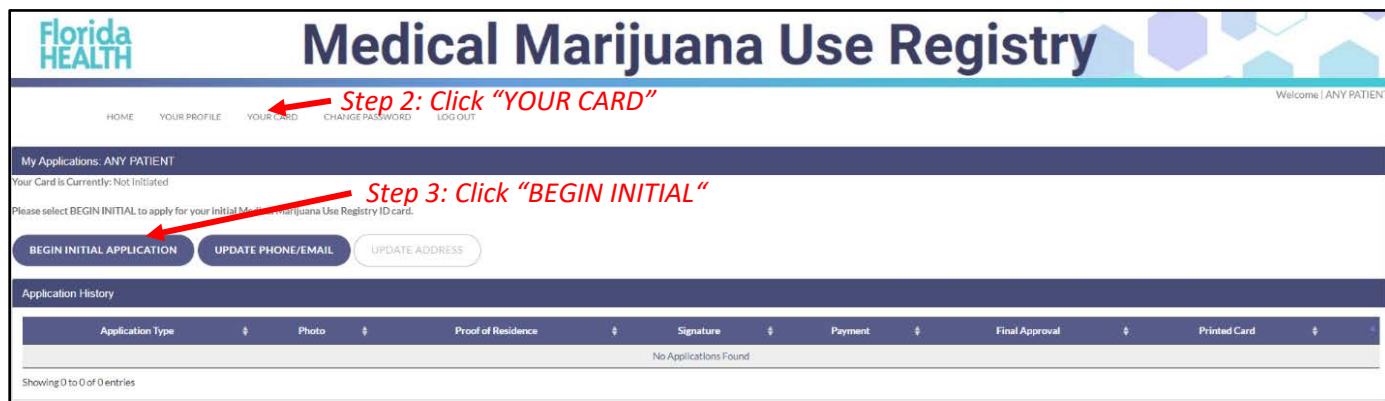 Florida
HEALTH
Medical Marijuana Use Registry
Step 2: Click “YOUR CARD”
Welcome | ANY PATIENT
HOME YOUR PROFILE YOUR CARD CHANGE PASSWORD LOG OUT
My Applications: ANY PATIENT
Your Card is Currently: Not Initiated
Step 3: Click “BEGIN INITIAL“
Please select BEGIN INITIAL to apply for your initial Medical Marijuana Use Registry ID card.
BEGIN INITIAL APPLICATION UPDATE PHONE/EMAIL UPDATE ADDRESS
Application History
Application Type Photo Proof of Residence Signature Payment Final Approval Printed Card
No Applications Found
Showing 0 to 0 of 0 entries